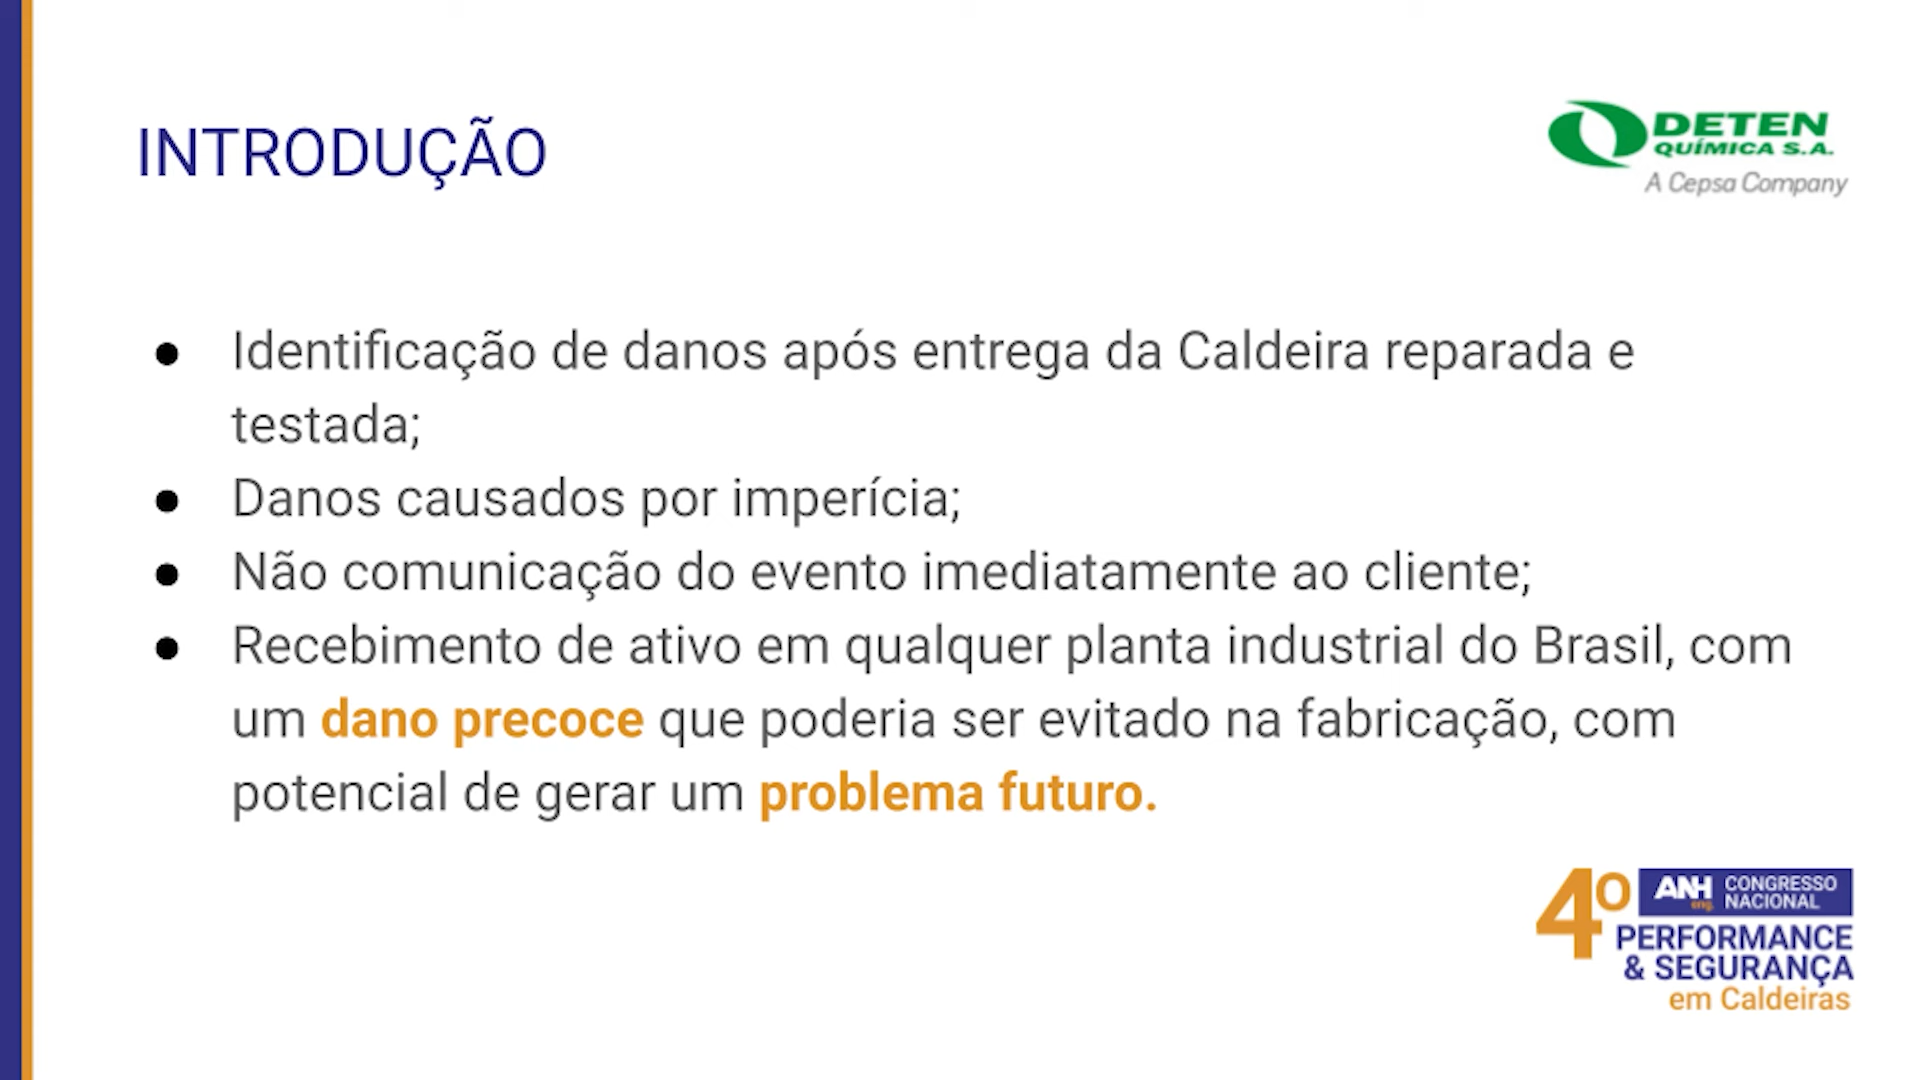 INTRODUÇÃO
DETEN
QUÍMICA S.A.
A Cepsa Company
● Identificação de danos após entrega da Caldeira reparada e
testada;
● Danos causados por imperícia;
● Não comunicação do evento imediatamente ao cliente;
● Recebimento de ativo em qualquer planta industrial do Brasil, com
um dano precoce que poderia ser evitado na fabricação, com
potencial de gerar um problema futuro.
4º ANH eng. CONGRESSO
NACIONAL
PERFORMANCE
& SEGURANÇA
em Caldeiras